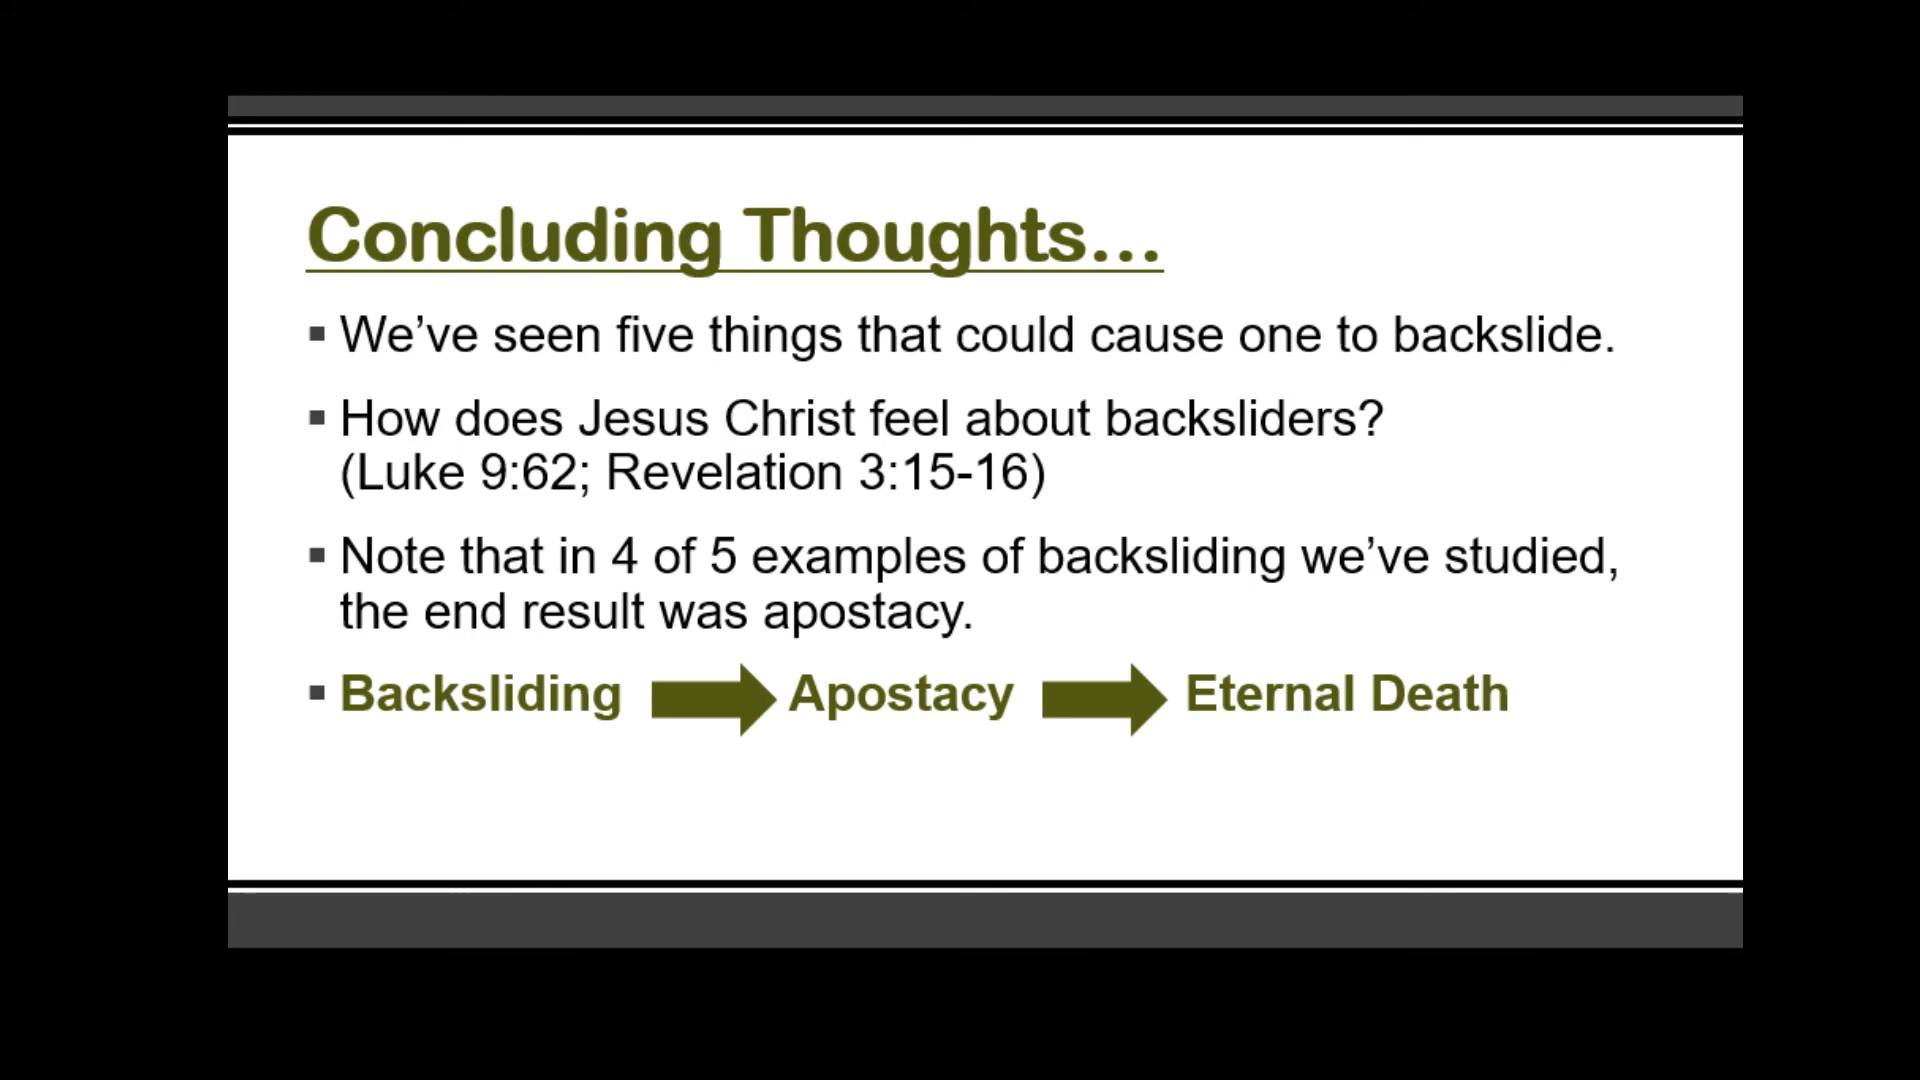 Concluding Thoughts...
▪ We’ve seen five things that could cause one to backslide.
▪ How does Jesus Christ feel about backsliders?
(Luke 9:62; Revelation 3:15-16)
▪ Note that in 4 of 5 examples of backsliding we’ve studied,
the end result was apostacy.
▪ Backsliding Apostacy Eternal Death